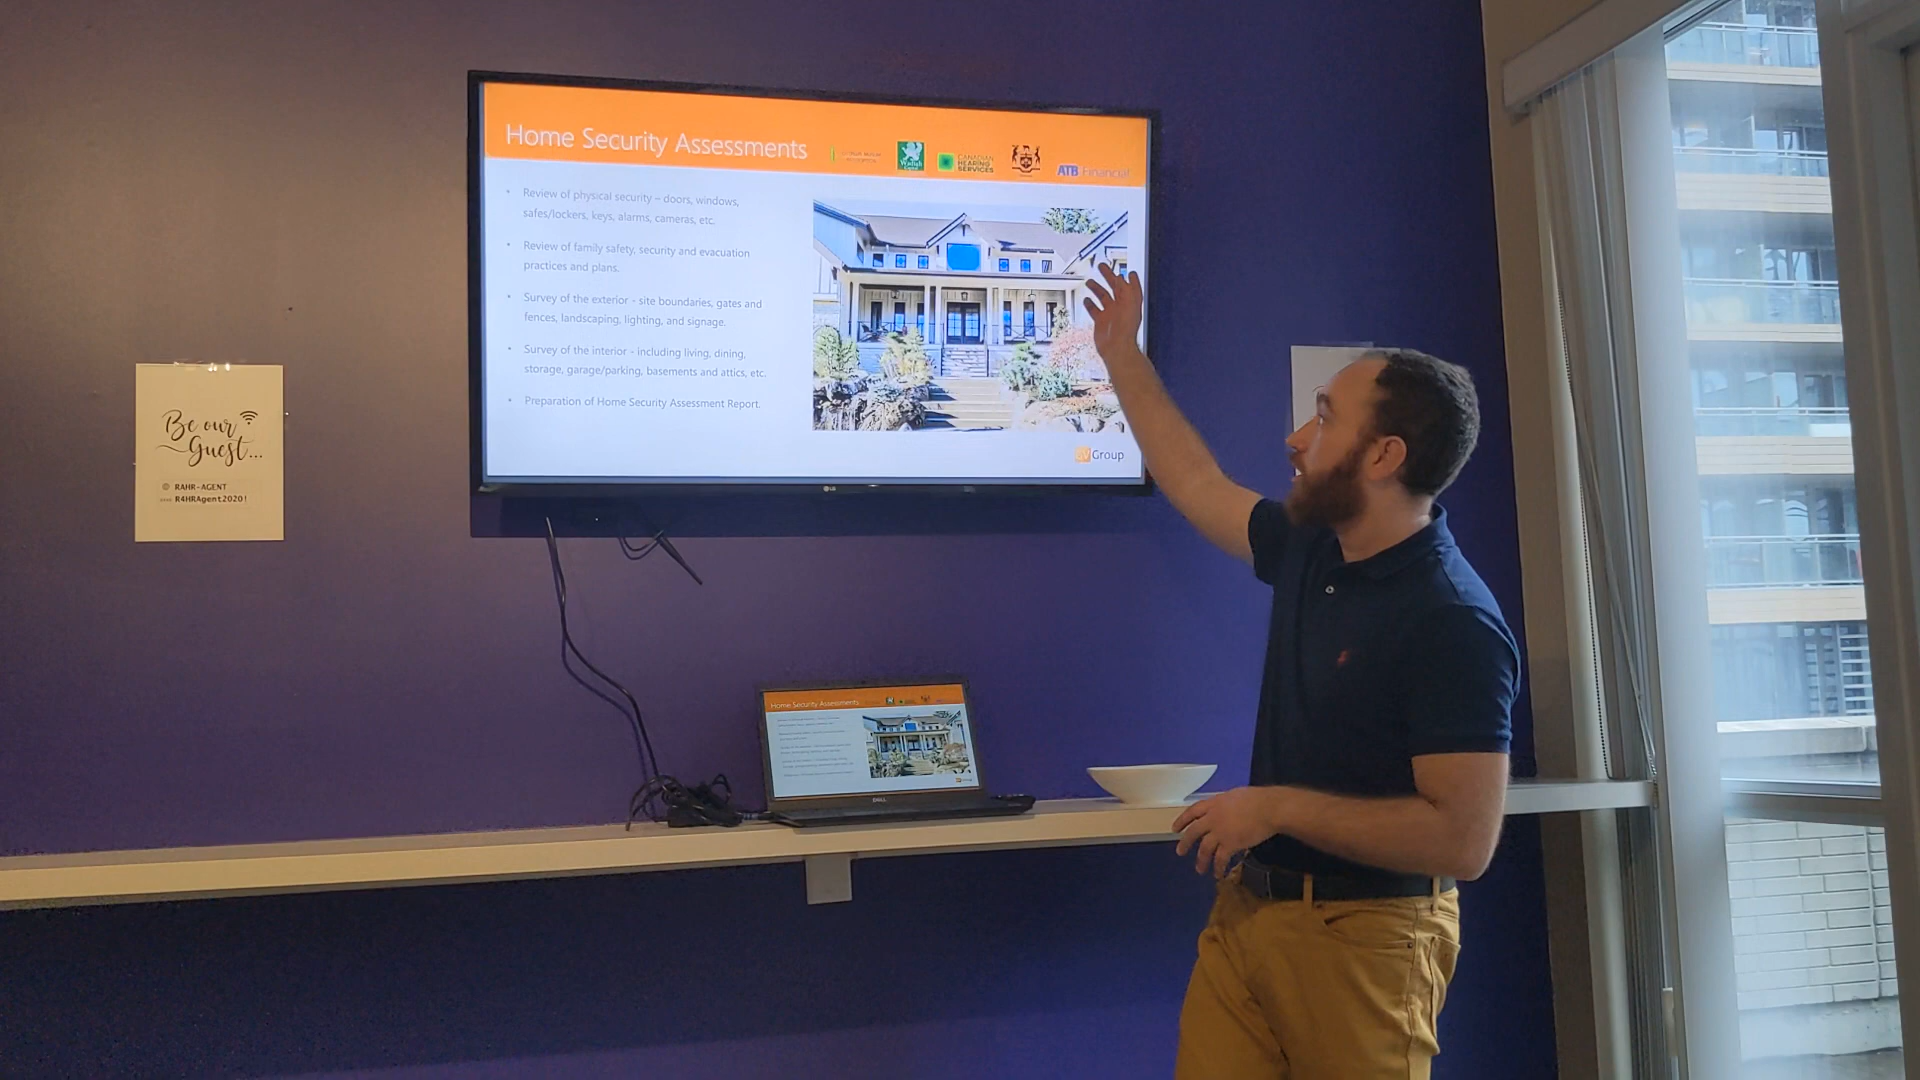 Home Security Assessments
Walish
CANADIAN
HEARING
SERVICES
ATB Financial
• Review of physical security – doors, windows,
safes/lockers, keys, alarms, cameras, etc.
• Review of family safety, security and evacuation
practices and plans.
• Survey of the exterior - site boundaries, gates and
fences, landscaping, lighting, and signage.
• Survey of the interior - including living, dining,
storage, garage/parking, basements and attics, etc.
• Preparation of Home Security Assessment Report.
Group
LG
Be our
Guest...
RAHR-AGENT
R4HRAgent2020!
Home Security Assessments
DELL